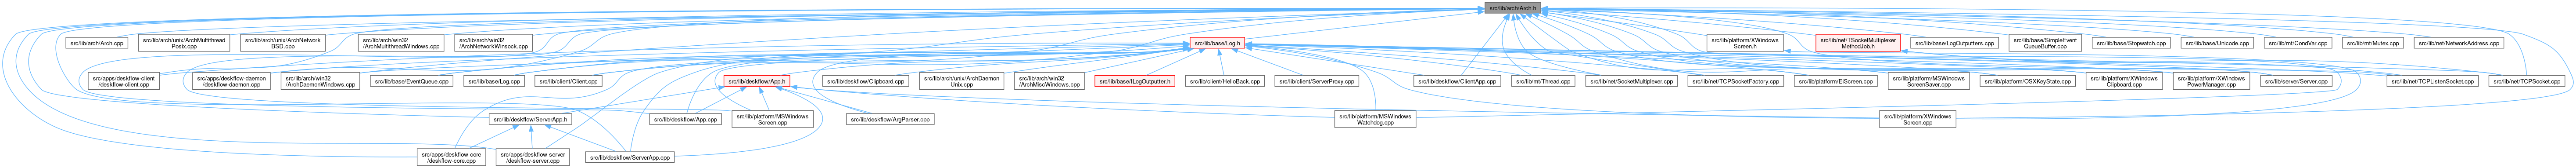 src/lib/arch/Arch.h
src/lib/arch/Arch.cpp
src/lib/arch/unix/ArchMultithread
Posix.cpp
src/lib/arch/unix/ArchNetwork
BSD.cpp
src/lib/arch/win32
/ArchMultithreadWindows.cpp
src/lib/arch/win32
/ArchNetworkWinsock.cpp
src/lib/base/Log.h
src/lib/platform/XWindows
Screen.h
src/lib/net/TSocketMultiplexer
MethodJob.h
src/lib/base/LogOutputters.cpp
src/lib/base/SimpleEvent
QueueBuffer.cpp
src/lib/base/Stopwatch.cpp
src/lib/base/Unicode.cpp
src/lib/mt/CondVar.cpp
src/lib/mt/Mutex.cpp
src/lib/net/NetworkAddress.cpp
src/apps/deskflow-client
/deskflow-client.cpp
src/apps/deskflow-daemon
/deskflow-daemon.cpp
src/lib/arch/win32
/ArchDaemonWindows.cpp
src/lib/base/EventQueue.cpp
src/lib/base/Log.cpp
src/lib/client/Client.cpp
src/lib/deskflow/App.h
src/lib/deskflow/Clipboard.cpp
src/lib/arch/unix/ArchDaemon
Unix.cpp
src/lib/arch/win32
/ArchMiscWindows.cpp
src/lib/base/ILogOutputter.h
src/lib/client/HelloBack.cpp
src/lib/client/ServerProxy.cpp
src/lib/deskflow/ClientApp.cpp
src/lib/mt/Thread.cpp
src/lib/net/SocketMultiplexer.cpp
src/lib/net/TCPSocketFactory.cpp
src/lib/platform/EiScreen.cpp
src/lib/platform/MSWindows
ScreenSaver.cpp
src/lib/platform/OSXKeyState.cpp
src/lib/platform/XWindows
Clipboard.cpp
src/lib/platform/XWindows
PowerManager.cpp
src/lib/server/Server.cpp
src/lib/net/TCPListenSocket.cpp
src/lib/net/TCPSocket.cpp
src/lib/deskflow/ServerApp.h
src/lib/deskflow/App.cpp
src/lib/platform/MSWindows
Screen.cpp
src/lib/deskflow/ArgParser.cpp
src/lib/platform/MSWindows
Watchdog.cpp
src/lib/platform/XWindows
Screen.cpp
src/apps/deskflow-core
/deskflow-core.cpp
src/apps/deskflow-server
/deskflow-server.cpp
src/lib/deskflow/ServerApp.cpp